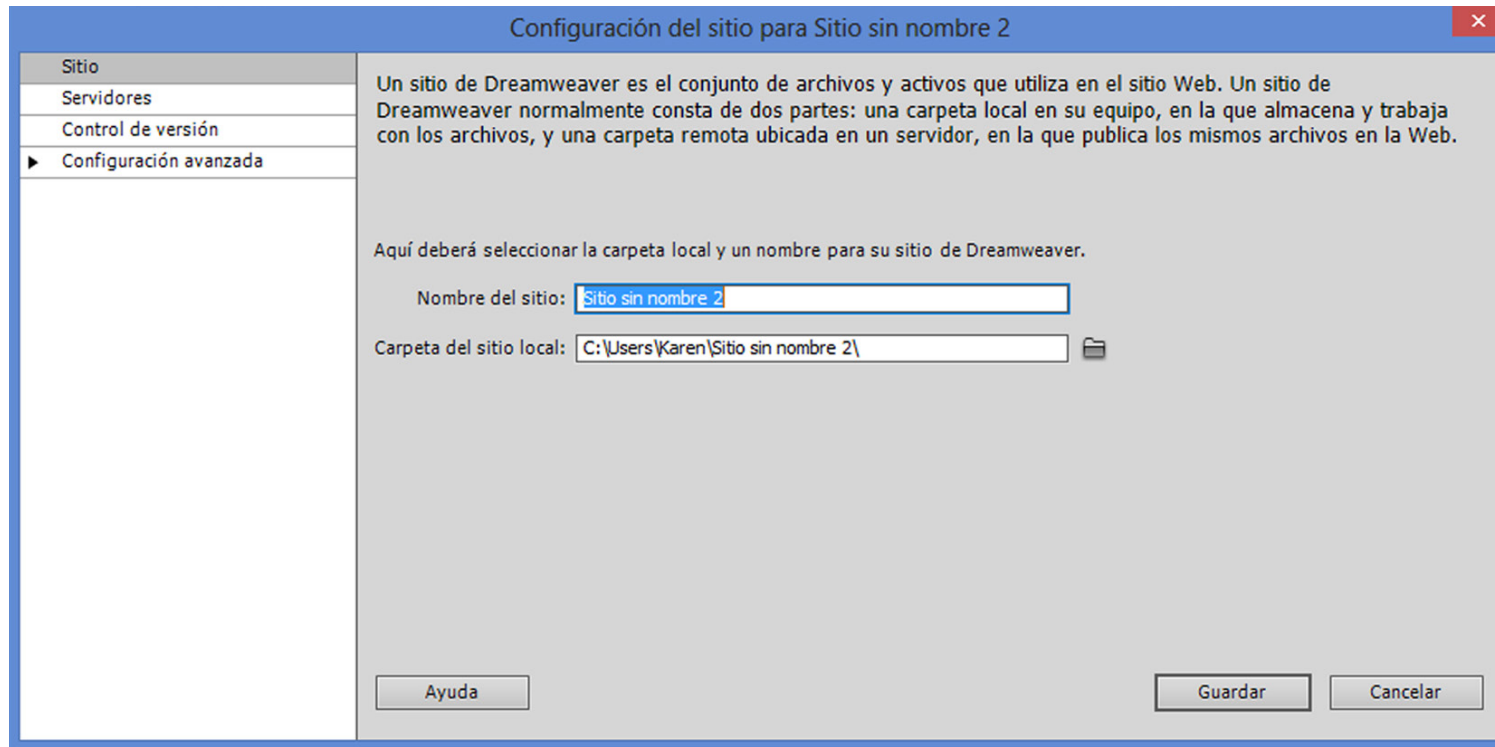 Configuración del sitio para Sitio sin nombre 2
Sitio
Servidores
Control de versión
Configuración avanzada
Un sitio de Dreamweaver es el conjunto de archivos y activos que utiliza en el sitio Web. Un sitio de
Dreamweaver normalmente consta de dos partes: una carpeta local en su equipo, en la que almacena y trabaja
con los archivos, y una carpeta remota ubicada en un servidor, en la que publica los mismos archivos en la Web.
Aquí deberá seleccionar la carpeta local y un nombre para su sitio de Dreamweaver.
Nombre del sitio: Sitio sin nombre 2
Carpeta del sitio local: C:\Users\Karen\Sitio sin nombre 2\
Ayuda Guardar Cancelar